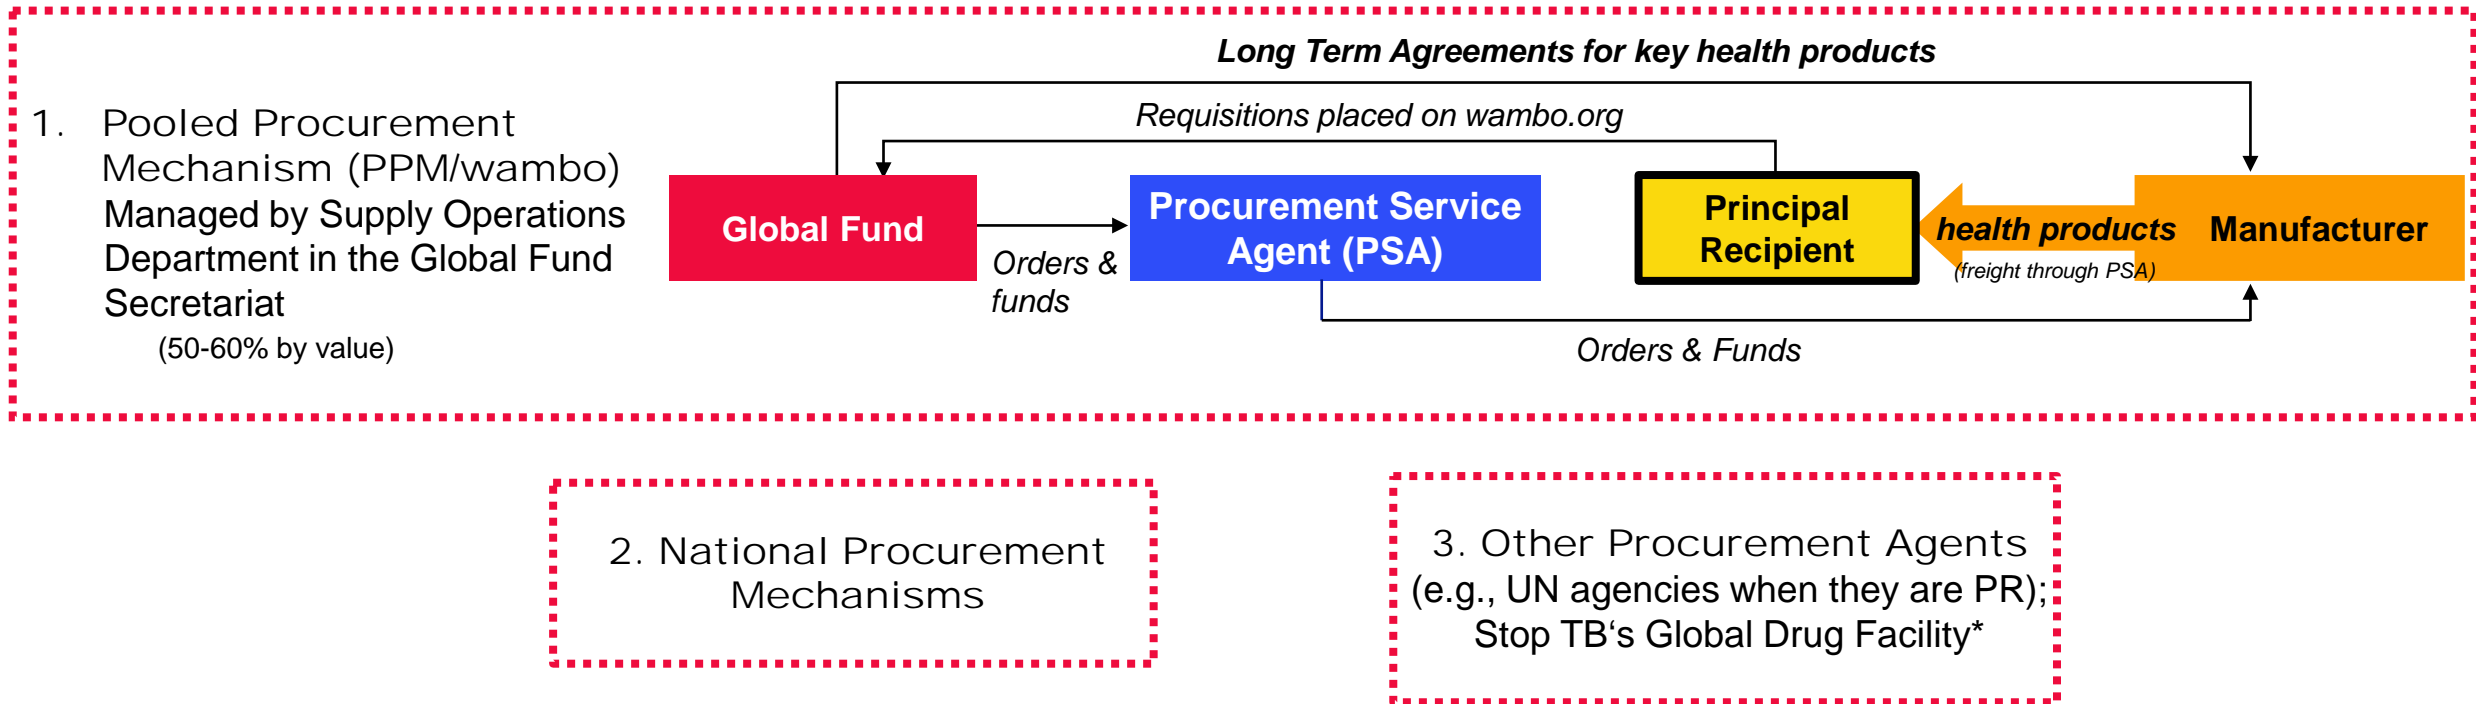 Long Term Agreements for key health products
1. Pooled Procurement
Mechanism (PPM/wambo)
Managed by Supply Operations
Department in the Global Fund
Secretariat
(50-60% by value)
Requisitions placed on wambo.org
Global Fund
Orders &
funds
Procurement Service
Agent (PSA)
Principal
Recipient
health products
(freight through PSA)
Manufacturer
Orders & Funds
2. National Procurement
Mechanisms
3. Other Procurement Agents
(e.g., UN agencies when they are PR);
Stop TB‘s Global Drug Facility*